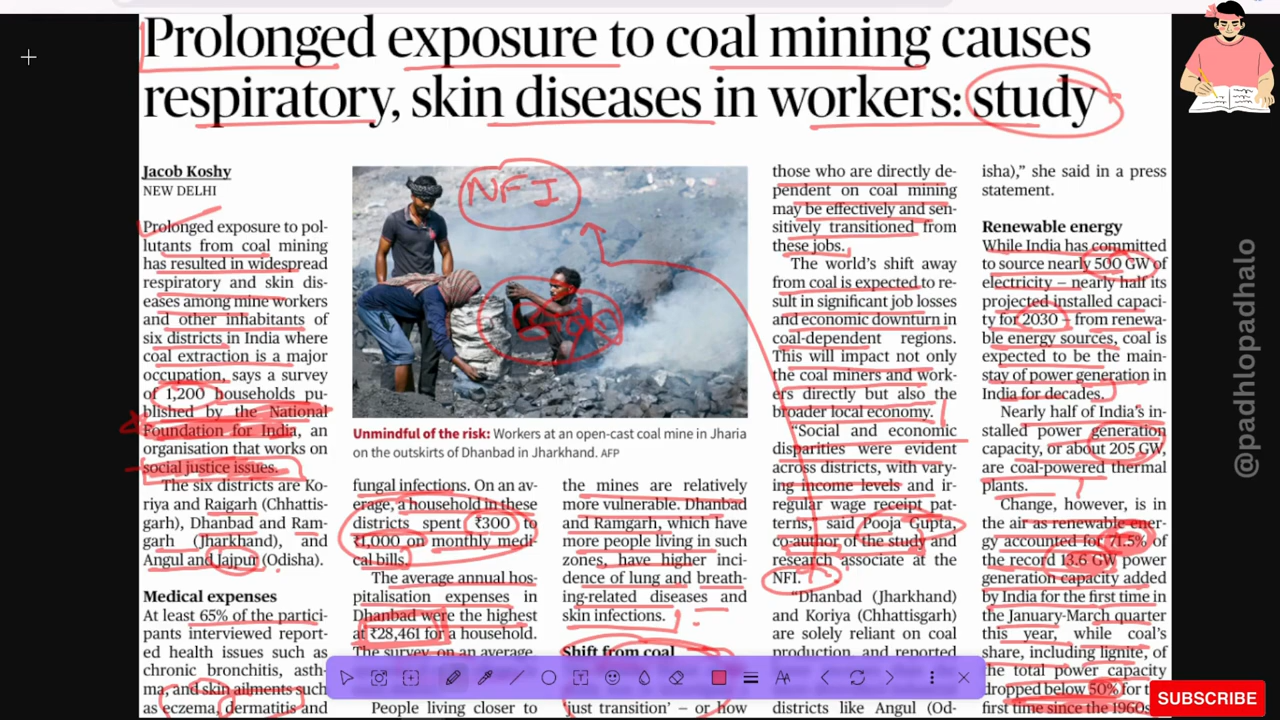 Prolonged exposure to coal mining causes
respiratory, skin diseases in workers: study
Jacob Koshy
NEW DELHI
Prolonged exposure to pol-
lutants from coal mining
has resulted in widespread
respiratory and skin dis-
eases among mine workers
and other inhabitants of
six districts in India where
coal extraction is a major
occupation, says a survey
of 1,200 households pu-
blished by the National
Foundation for India, an
organisation that works on
social justice issues.
The six districts are Ko-
riya and Raigarh (Chhattis-
garh), Dhanbad and Ram-
garh (Jharkhand), and
Angul and Jajpur (Odisha).
Medical expenses
At least 65% of the partici-
pants interviewed report-
ed health issues such as
chronic bronchitis, asth-
ma, and skin ailments such
as eczema, dermatitis and
NFI
Unmindful of the risk: Workers at an open-cast coal mine in Jharia
on the outskirts of Dhanbad in Jharkhand. AFP
fungal infections. On an av-
erage, a household in these
districts spent ₹300 to
₹1,000 on monthly medi-
cal bills.
The average annual hos-
pitalisation expenses in
Dhanbad were the highest
at ₹28,461 for a household.
The survey, on an average,
People living closer to
the mines are relatively
more vulnerable. Dhanbad
and Ramgarh, which have
more people living in such
zones, have higher inci-
dence of lung and breath-
ing-related diseases and
skin infections.
Shift from coal
'just transition' – or how
those who are directly de-
pendent on coal mining
may be effectively and sen-
sitively transitioned from
these jobs.
The world's shift away
from coal is expected to re-
sult in significant job losses
and economic downturn in
coal-dependent regions.
This will impact not only
the coal miners and work-
ers directly but also the
broader local economy.
"Social and economic
disparities were evident
across districts, with vary-
ing income levels and ir-
regular wage receipt pat-
terns," said Pooja Gupta,
co-author of the study and
research associate at the
NFI.
"Dhanbad (Jharkhand)
and Koriya (Chhattisgarh)
are solely reliant on coal
production, and reported
districts like Angul (Od-
isha)," she said in a press
statement.
Renewable energy
While India has committed
to source nearly 500 GW of
electricity – nearly half its
projected installed capaci-
ty for 2030 – from renewa-
ble energy sources, coal is
expected to be the main-
stay of power generation in
India for decades.
Nearly half of India's in-
stalled power generation
capacity, or about 205 GW,
are coal-powered thermal
plants.
Change, however, is in
the air as renewable ener-
gy accounted for 71.5% of
the record 13.6 GW power
generation capacity added
by India for the first time in
the January-March quarter
this year, while coal's
share, including lignite, of
the total power capacity
dropped below 50% for t
first time since the 1960s.
@padhlopadhalo
SUBSCRIBE